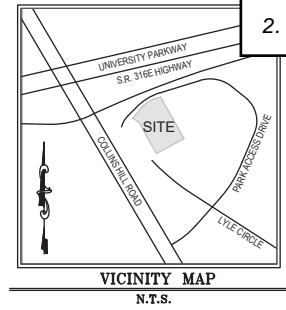 2.
UNIVERSITY PARKWAY
S.R. 316E HIGHWAY
SITE
COLLINS HILL ROAD
PARK ACCESS DRIVE
LYLE CIRCLE
VICINITY MAP
N.T.S.